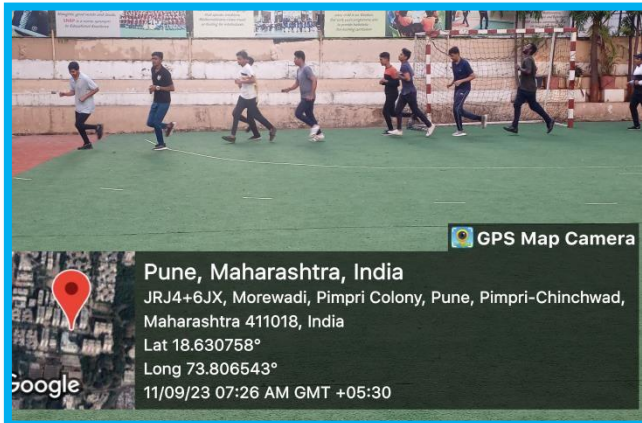 GPS Map Camera
Pune, Maharashtra, India
JRJ4+6JX, Morewadi, Pimpri Colony, Pune, Pimpri-Chinchwad,
Maharashtra 411018, India
Lat 18.630758°
Long 73.806543°
11/09/23 07:26 AM GMT +05:30
Google